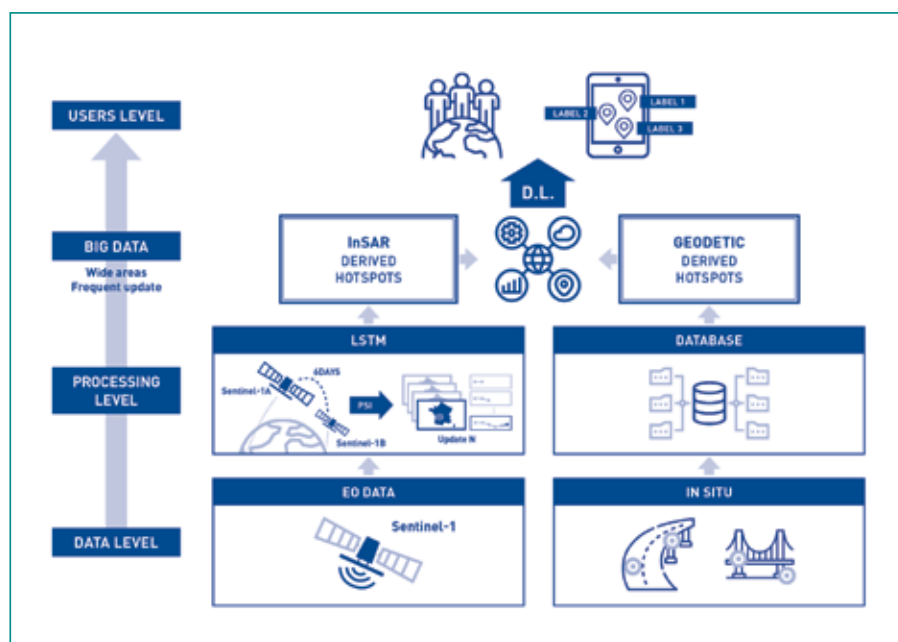 USERS LEVEL
LABEL 1
LABEL 2
LABEL 3
D.L.
BIG DATA
Wide areas
Frequent update
InSAR
DERIVED
HOTSPOTS
GEODETIC
DERIVED
HOTSPOTS
PROCESSING
LEVEL
LSTM
6DAYS
Sentinel-1A
PSI
Sentinel-1B
Update N
DATABASE
DATA LEVEL
EO DATA
Sentinel-1
IN SITU